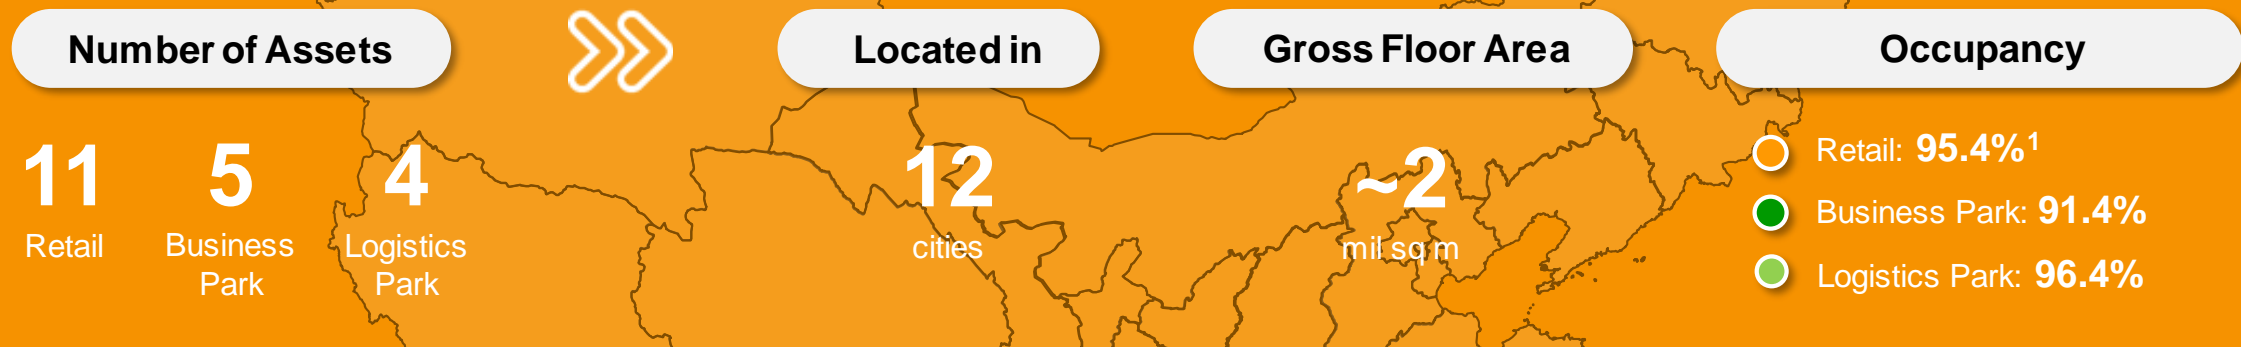 Number of Assets
Located in
Gross Floor Area
Occupancy
11
5
4
12
~2
Retail
Business
Park
Logistics
Park
cities
mil sqm
Retail: 95.4%1
Business Park: 91.4%
Logistics Park: 96.4%